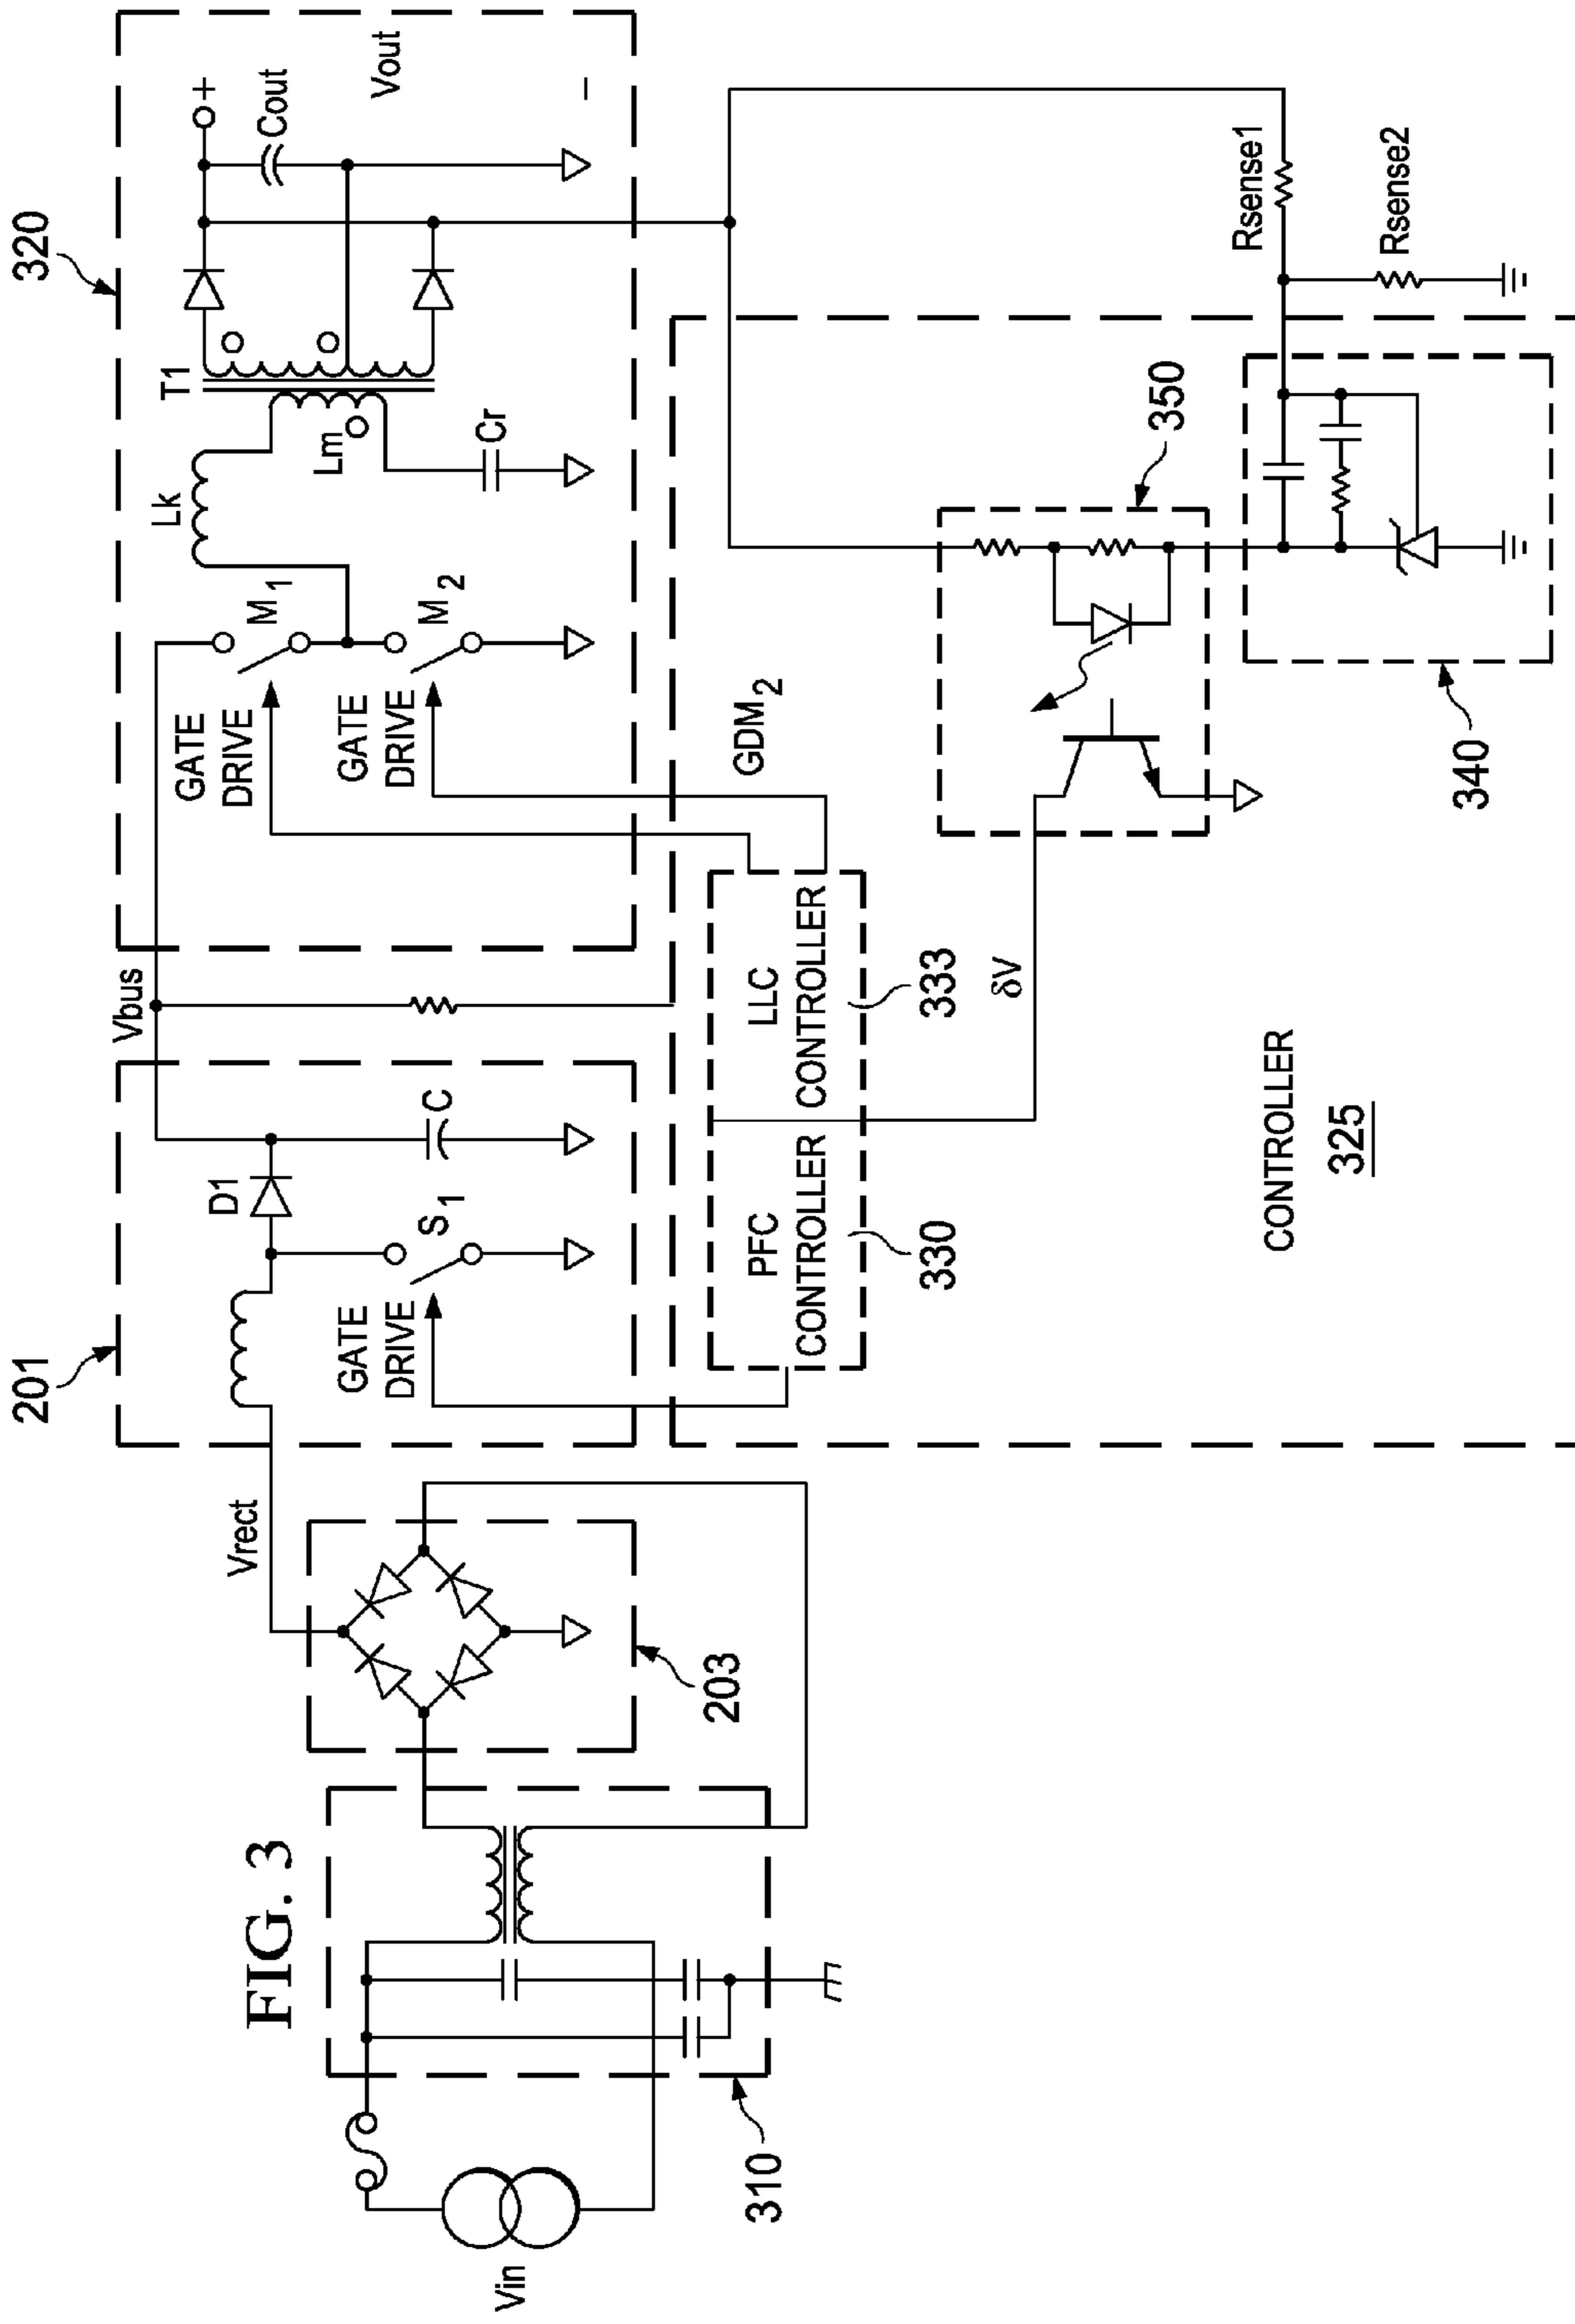 FIG. 3
Vin
310
203
Vrect
201
GATE
DRIVE
S1
D1
C
Vbus
320
GATE
DRIVE
M1
GATE
DRIVE
M2
Lk
Lm
T1
Cr
Cout
+
Vout
−
PFC
CONTROLLER
330
LLC
CONTROLLER
333
GDM2
δV
350
340
Rsense1
Rsense2
CONTROLLER
325